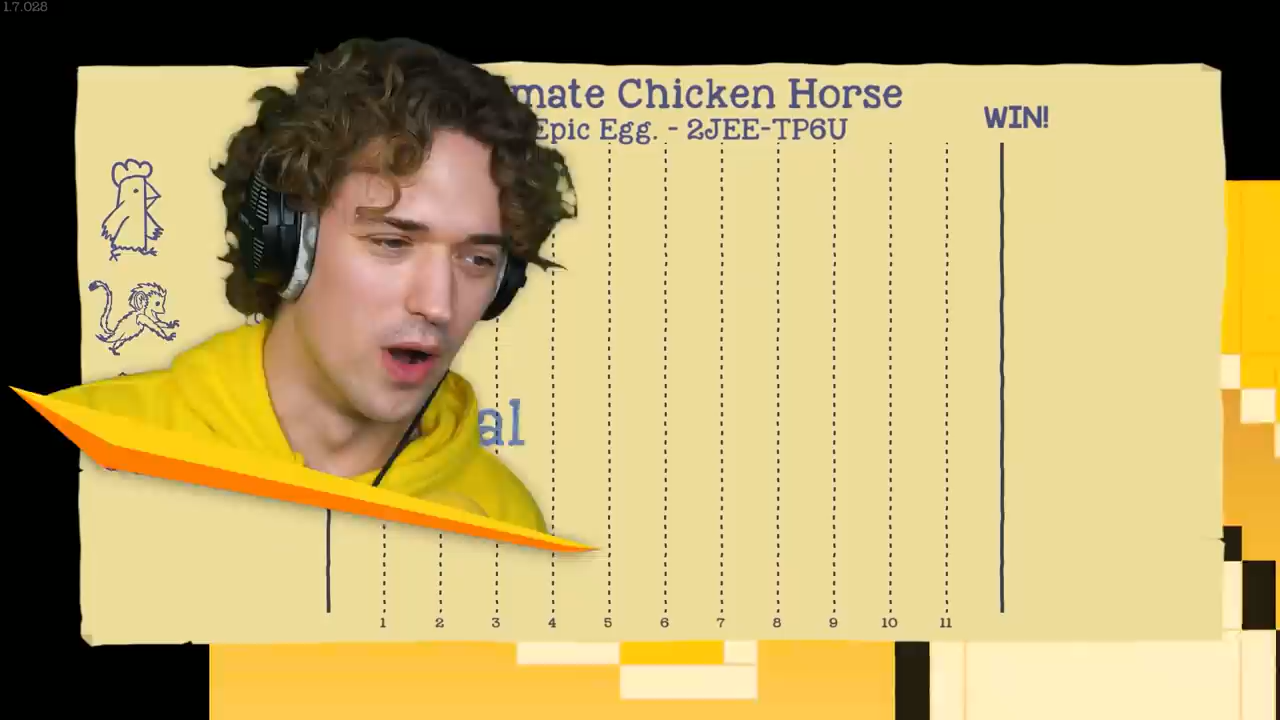 1.7.028
mate Chicken Horse
Epic Egg. - 2JEE-TP6U
WIN!
al
1 2 3 4 5 6 7 8 9 10 11